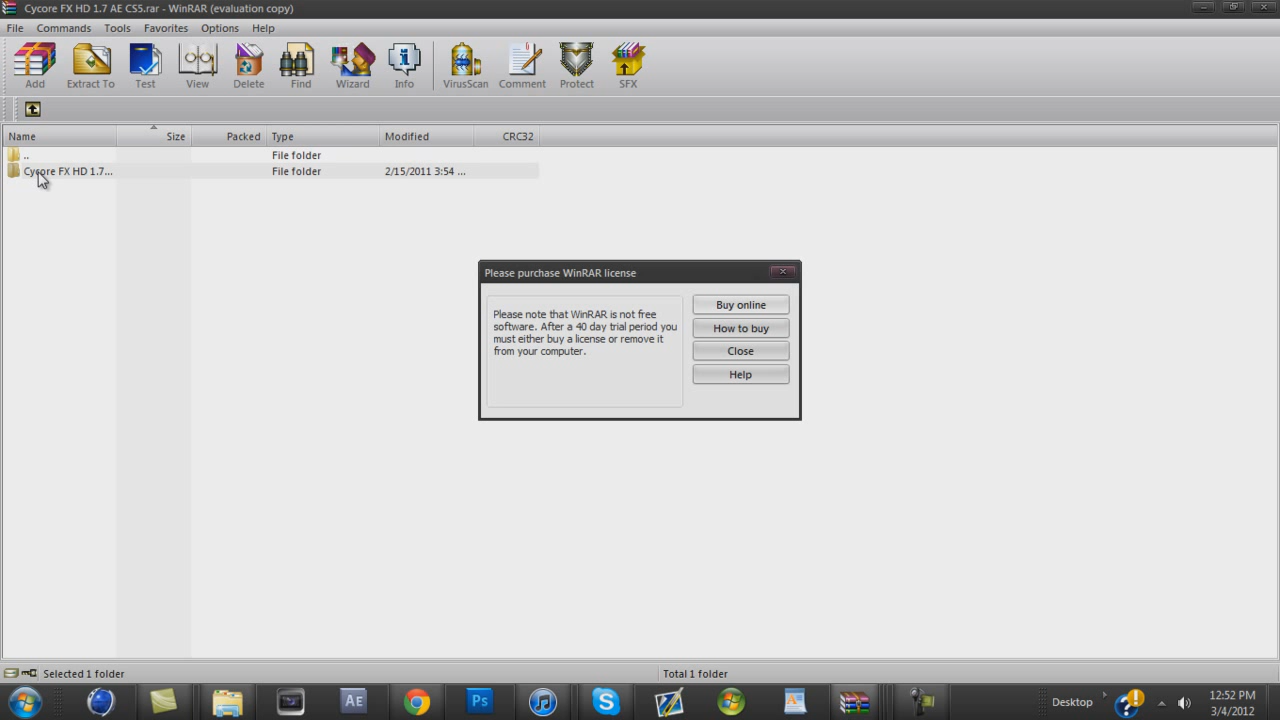 Cycore FX HD 1.7 AE CS5.rar - WinRAR (evaluation copy)
File Commands Tools Favorites Options Help
Add Extract To Test View Delete Find Wizard Info VirusScan Comment Protect SFX
Name Size Packed Type Modified CRC32
.. File folder
Cycore FX HD 1.7... File folder 2/15/2011 3:54 ...
Please purchase WinRAR license
Please note that WinRAR is not free
software. After a 40 day trial period you
must either buy a license or remove it
from your computer.
Buy online
How to buy
Close
Help
Selected 1 folder Total 1 folder
AE Ps Desktop 12:52 PM
3/4/2012